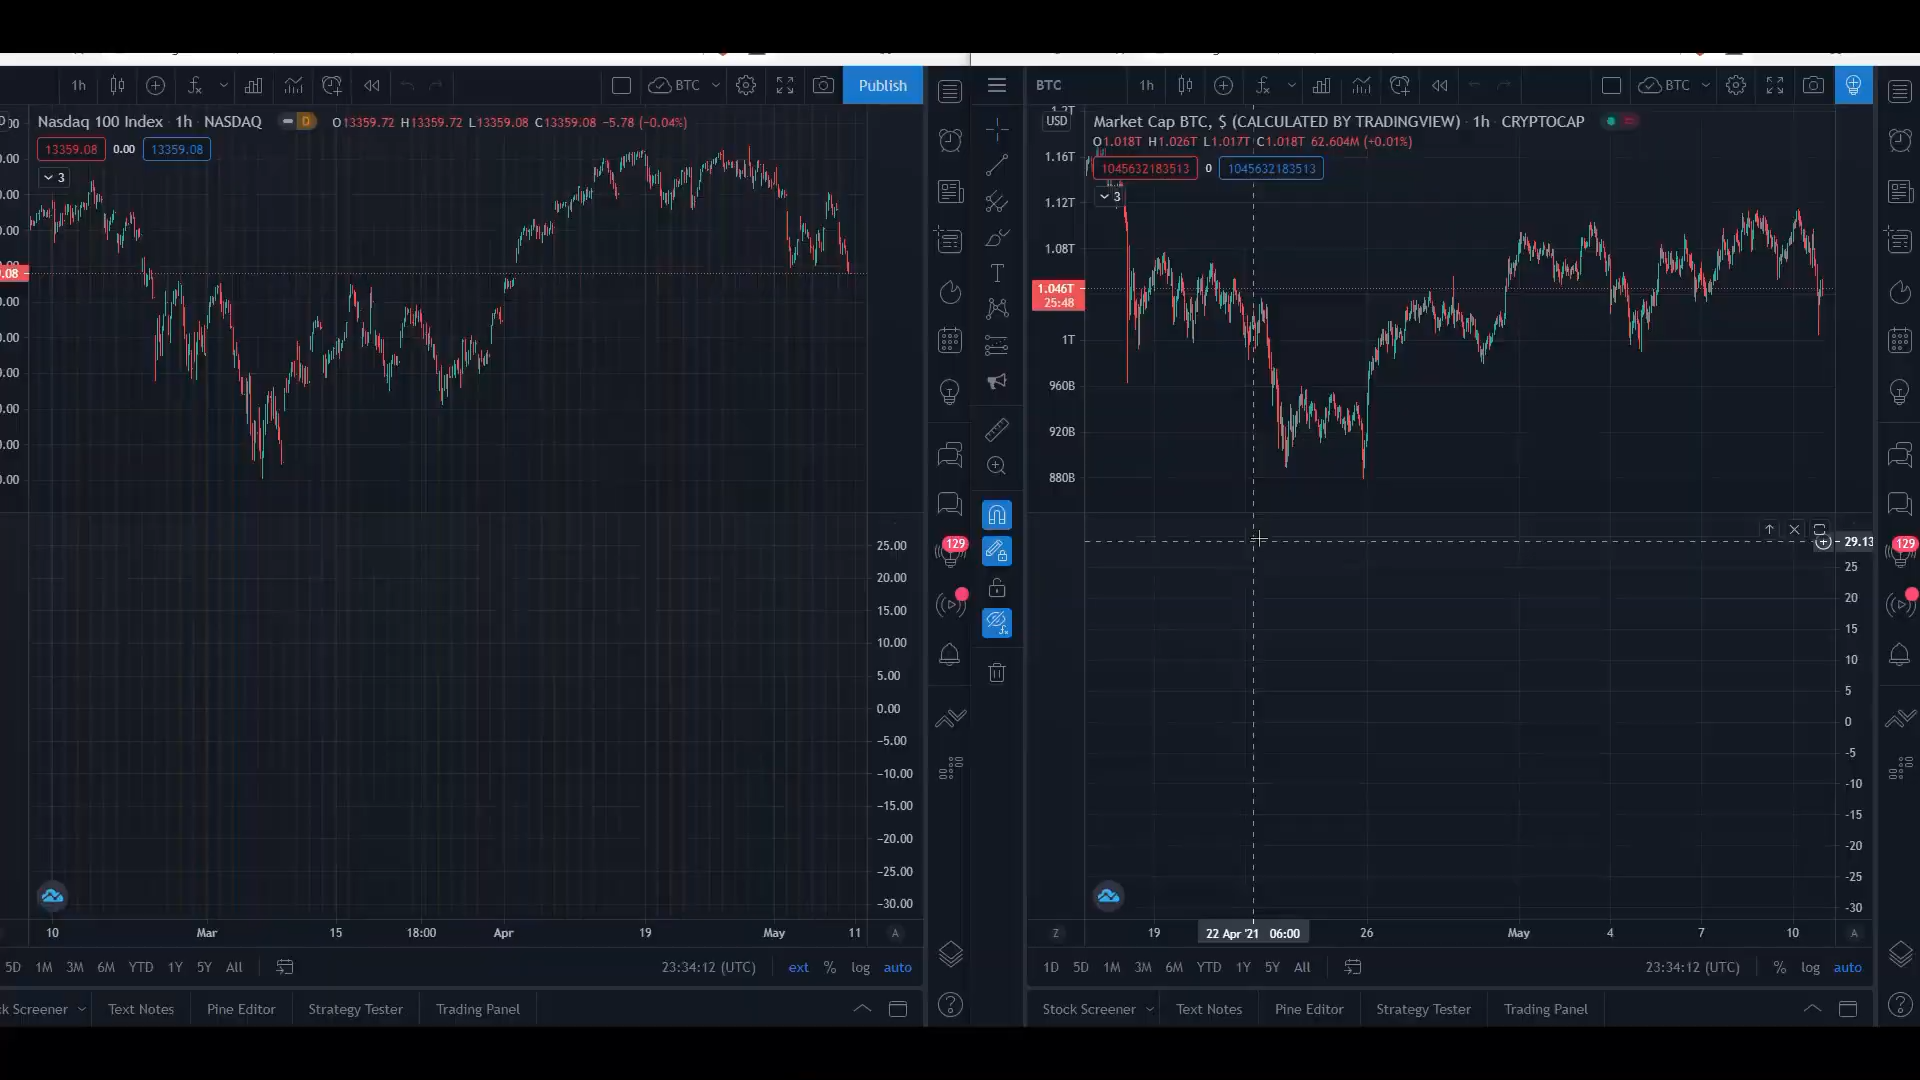 1h
BTC
Publish
BTC
1h
BTC
Nasdaq 100 Index · 1h · NASDAQ
D
O13359.72 H13359.72 L13359.08 C13359.08 −5.78 (−0.04%)
13359.08 0.00 13359.08
3
USD
Market Cap BTC, $ (CALCULATED BY TRADINGVIEW) · 1h · CRYPTOCAP
O1.018T H1.026T L1.017T C1.018T 62.604M (+0.01%)
1045632183513 0 1045632183513
3
1.2T
1.16T
1.12T
1.08T
1.046T
25:48
1T
960B
920B
880B
25.00
20.00
15.00
10.00
5.00
0.00
−5.00
−10.00
−15.00
−20.00
−25.00
−30.00
129
29.13
25
20
15
10
5
0
-5
-10
-15
-20
-25
-30
129
10 Mar 15 18:00 Apr 19 May 11 A
Z 19 22 Apr '21 06:00 26 May 4 7 10 A
5D 1M 3M 6M YTD 1Y 5Y All
23:34:12 (UTC) ext % log auto
1D 5D 1M 3M 6M YTD 1Y 5Y All
23:34:12 (UTC) % log auto
Screener Text Notes Pine Editor Strategy Tester Trading Panel
Stock Screener Text Notes Pine Editor Strategy Tester Trading Panel